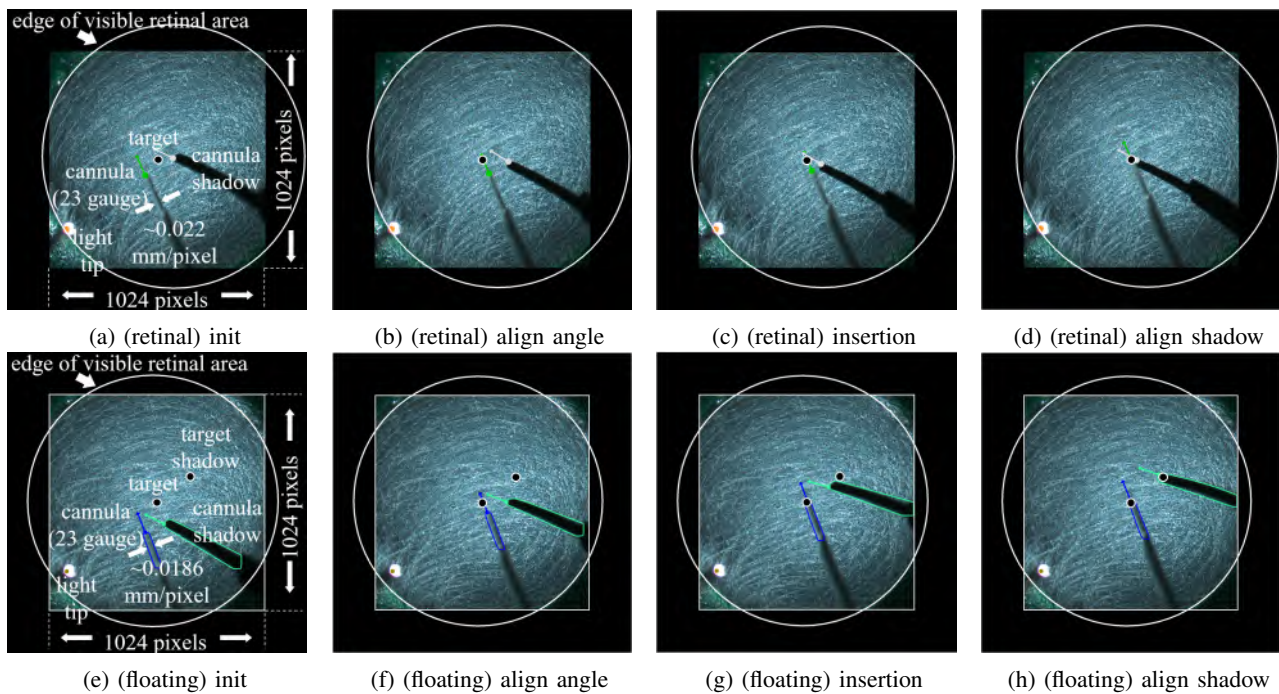 edge of visible retinal area
target
cannula
(23 gauge)
cannula
shadow
~0.022
mm/pixel
light
tip
1024 pixels
1024 pixels
(a) (retinal) init
(b) (retinal) align angle
(c) (retinal) insertion
(d) (retinal) align shadow
edge of visible retinal area
target
shadow
target
cannula
(23 gauge)
cannula
shadow
~0.0186
mm/pixel
light
tip
1024 pixels
1024 pixels
(e) (floating) init
(f) (floating) align angle
(g) (floating) insertion
(h) (floating) align shadow